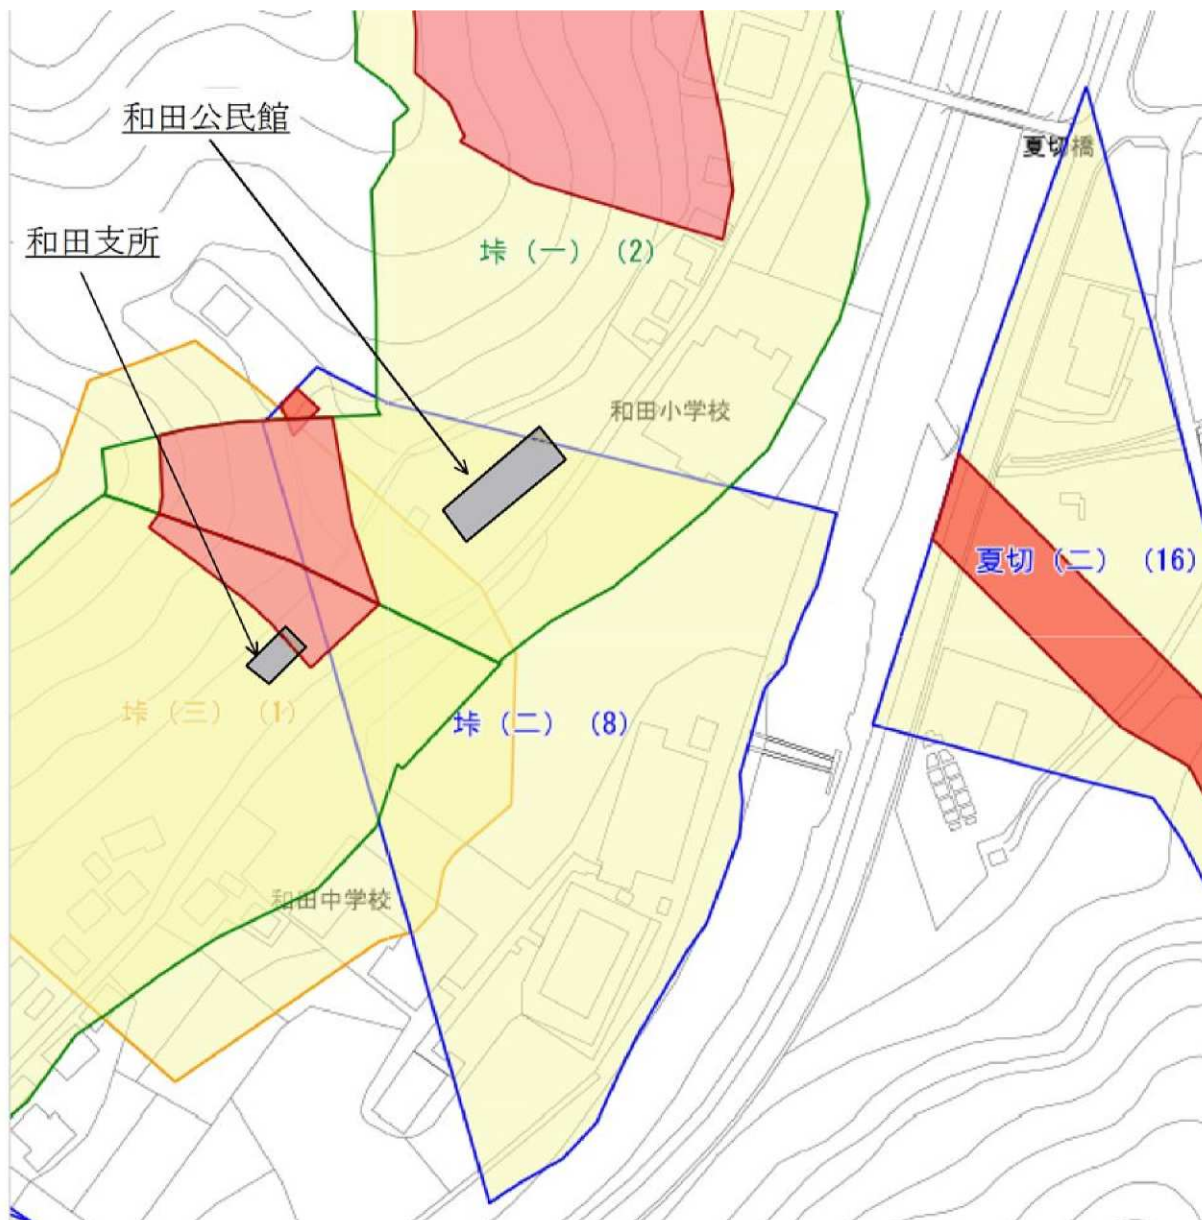 和田公民館
夏切橋
和田支所
垰（一）（2）
和田小学校
夏切（二）（16）
垰（三）（1）
垰（二）（8）
和田中学校